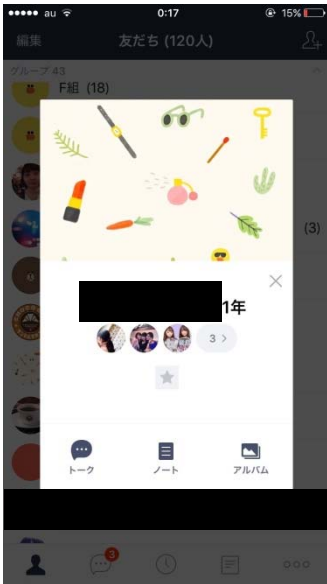 au 0:17 15%
編集 友だち (120人)
グループ 43
F組 (18)
(3)
1年
3 >
トーク ノート アルバム
3